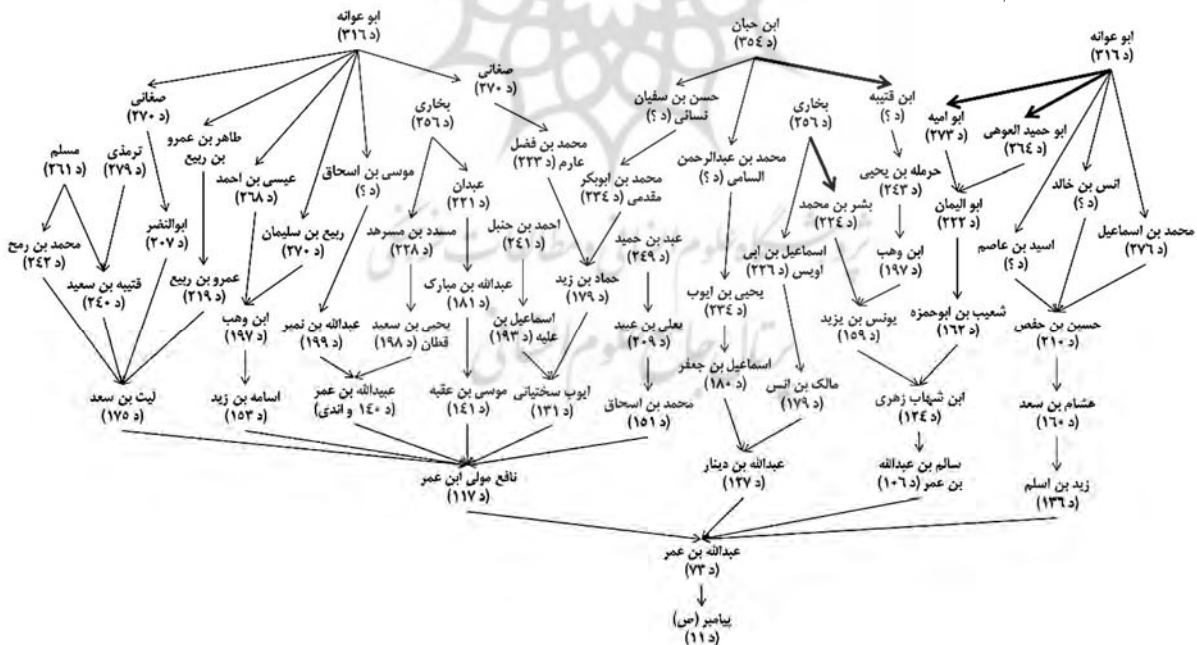 ابو عوانه
(د ۳۱۶)
ابن حبان
(د ۳۵۴)
ابو عوانه
(د ۳۱۶)
ابن قتیبه
(د ؟)
ابو امیه
(د ۲۷۳)
ابو حمید العوهی
(د ۲۶۴)
بخاری
(د ۲۵۶)
حسن بن سفیان
نسائی (د ؟)
صغانی
(د ۲۷۰)
بخاری
(د ۲۵۶)
صغانی
(د ۲۷۰)
انس بن خالد
(د ؟)
محمد بن اسماعیل
(د ۲۷۶)
اسید بن عاصم
(د ؟)
ابو الیمان
(د ۲۲۲)
حرمله بن یحیی
(د ۲۴۳)
بشر بن محمد
(د ۲۲۴)
محمد بن عبدالرحمن
السامی (د ؟)
محمد بن ابوبکر
مقدمی (د ۲۳۴)
محمد بن فضل
عارم (د ۲۲۳)
عبدان
(د ۲۲۱)
موسی بن اسحاق
(د ؟)
طاهر بن عمرو
بن ربیع
عیسی بن احمد
(د ۲۶۸)
ربیع بن سلیمان
(د ۲۷۰)
ترمذی
(د ۲۷۹)
مسلم
(د ۲۶۱)
ابن وهب
(د ۱۹۷)
اسماعیل بن ابی
اویس (د ۲۲۶)
عبد بن حمید
(د ۲۴۹)
احمد بن حنبل
(د ۲۴۱)
مسدد بن مسرهد
(د ۲۲۸)
ابوالنضر
(د ۲۰۷)
محمد بن رمح
(د ۲۴۲)
قتیبه بن سعید
(د ۲۴۰)
عمرو بن ربیع
(د ۲۱۹)
حسین بن حفص
(د ۲۱۰)
شعیب بن ابوحمزه
(د ۱۶۲)
یونس بن یزید
(د ۱۵۹)
یحیی بن ایوب
(د ۲۳۴)
حماد بن زید
(د ۱۷۹)
یعلی بن عبید
(د ۲۰۹)
اسماعیل بن
علیه (د ۱۹۳)
عبدالله بن مبارک
(د ۱۸۱)
یحیی بن سعید
قطان (د ۱۹۸)
عبدالله بن نمیر
(د ۱۹۹)
ابن وهب
(د ۱۹۷)
هشام بن سعد
(د ۱۶۰)
ابن شهاب زهری
(د ۱۲۴)
مالک بن انس
(د ۱۷۹)
اسماعیل بن جعفر
(د ۱۸۰)
محمد بن اسحاق
(د ۱۵۱)
ایوب سختیانی
(د ۱۳۱)
موسی بن عقبه
(د ۱۴۱)
عبیدالله بن عمر
(د ۱۴۰ و اندی)
اسامه بن زید
(د ۱۵۳)
لیث بن سعد
(د ۱۷۵)
زید بن اسلم
(د ۱۳۶)
سالم بن عبدالله
بن عمر (د ۱۰۶)
عبدالله بن دینار
(د ۱۲۷)
نافع مولی ابن عمر
(د ۱۱۷)
عبدالله بن عمر
(د ۷۳)
پیامبر (ص)
(د ۱۱)
پژوهشگاه علوم انسانی و مطالعات فرهنگی
پرتال جامع علوم انسانی